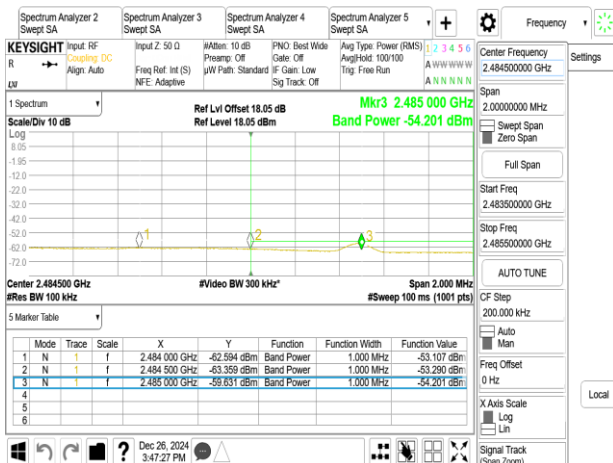 Spectrum Analyzer 2
Swept SA
Spectrum Analyzer 3
Swept SA
Spectrum Analyzer 4
Swept SA
Spectrum Analyzer 5
Swept SA
Frequency
KEYSIGHT
R
LXI
Input: RF
Coupling: DC
Align: Auto
Input Z: 50 Ω
Freq Ref: Int (S)
NFE: Adaptive
#Atten: 10 dB
Preamp: Off
µW Path: Standard
PNO: Best Wide
Gate: Off
IF Gain: Low
Sig Track: Off
Avg Type: Power (RMS)
Avg|Hold: 100/100
Trig: Free Run
1 2 3 4 5 6
A W W W W W
A N N N N N
1 Spectrum
Scale/Div 10 dB
Ref Lvl Offset 18.05 dB
Ref Level 18.05 dBm
Mkr3 2.485 000 GHz
Band Power -54.201 dBm
Log
8.05
-1.95
-12.0
-22.0
-32.0
-42.0
-52.0
-62.0
-72.0
1
2
3
Center 2.484500 GHz
#Res BW 100 kHz
#Video BW 300 kHz*
Span 2.000 MHz
#Sweep 100 ms (1001 pts)
5 Marker Table
Mode Trace Scale X Y Function Function Width Function Value
1 N 1 f 2.484 000 GHz -62.594 dBm Band Power 1.000 MHz -53.107 dBm
2 N 1 f 2.484 500 GHz -63.359 dBm Band Power 1.000 MHz -53.290 dBm
3 N 1 f 2.485 000 GHz -59.631 dBm Band Power 1.000 MHz -54.201 dBm
4
5
6
?
Dec 26, 2024
3:47:27 PM
Center Frequency
2.484500000 GHz
Span
2.00000000 MHz
Swept Span
Zero Span
Full Span
Start Freq
2.483500000 GHz
Stop Freq
2.485500000 GHz
AUTO TUNE
CF Step
200.000 kHz
Auto
Man
Freq Offset
0 Hz
X Axis Scale
Log
Lin
Signal Track
(Span Zoom)
Settings
Local